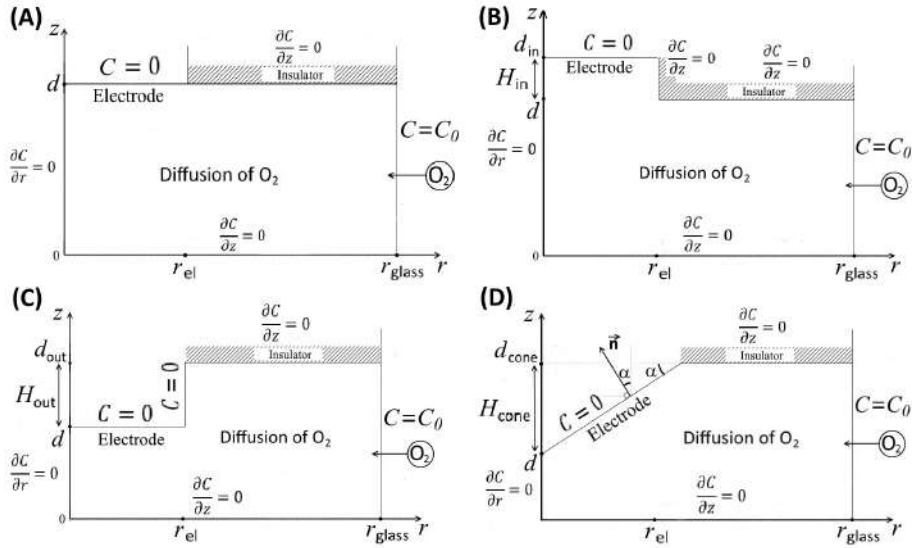 (A)
z
∂C/∂z = 0
C = 0
d
Insulator
Electrode
C=C₀
∂C/∂r = 0
Diffusion of O₂
O₂
∂C/∂z = 0
0
r_el
r_glass
r
(B)
z
d_in
C = 0
∂C/∂z = 0
∂C/∂z = 0
Electrode
H_in
Insulator
d
C=C₀
∂C/∂r = 0
Diffusion of O₂
O₂
∂C/∂z = 0
0
r_el
r_glass
r
(C)
z
∂C/∂z = 0
d_out
Insulator
C = 0
H_out
C = 0
C=C₀
d
Electrode
Diffusion of O₂
O₂
∂C/∂r = 0
∂C/∂z = 0
0
r_el
r_glass
r
(D)
z
n⃗
∂C/∂z = 0
d_cone
α
α
Insulator
H_cone
C = 0
Electrode
C=C₀
d
Diffusion of O₂
O₂
∂C/∂r = 0
∂C/∂z = 0
0
r_el
r_glass
r